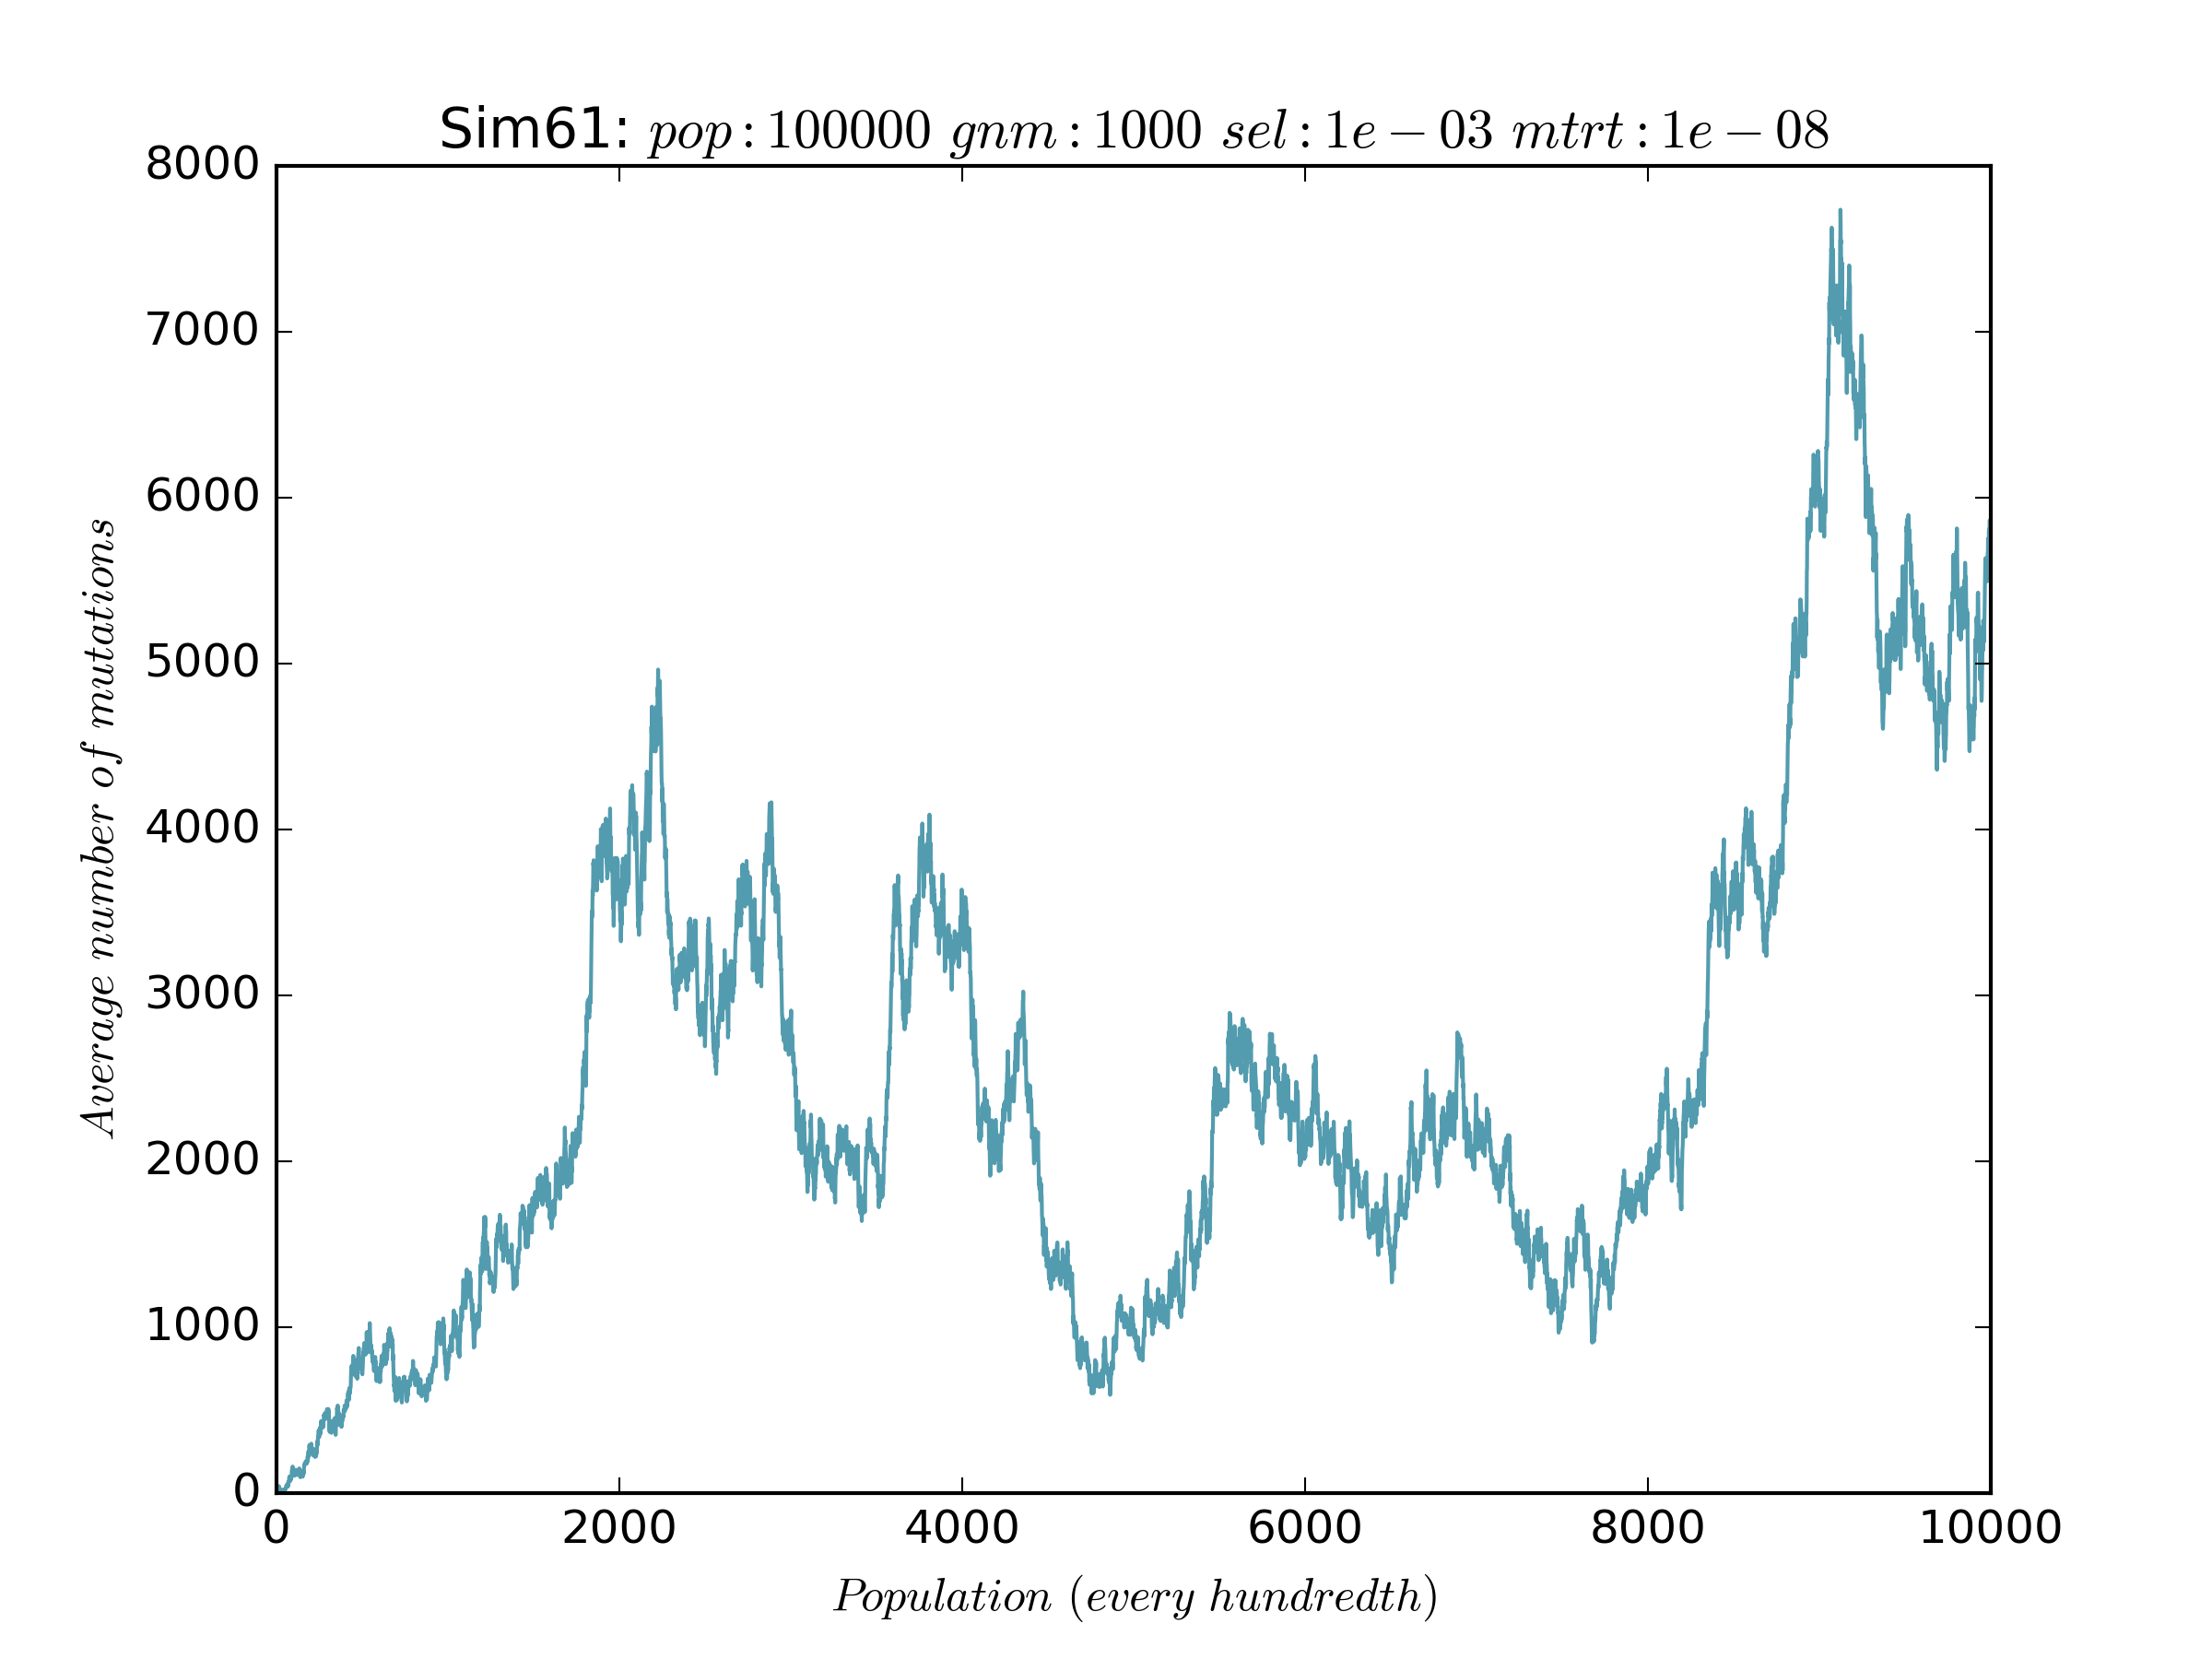 Sim61: pop : 100000 gnm : 1000 sel : 1e − 03 mtrt : 1e − 08
8000
7000
6000
5000
4000
3000
2000
1000
0
Average number of mutations
0 2000 4000 6000 8000 10000
Population (every hundredth)